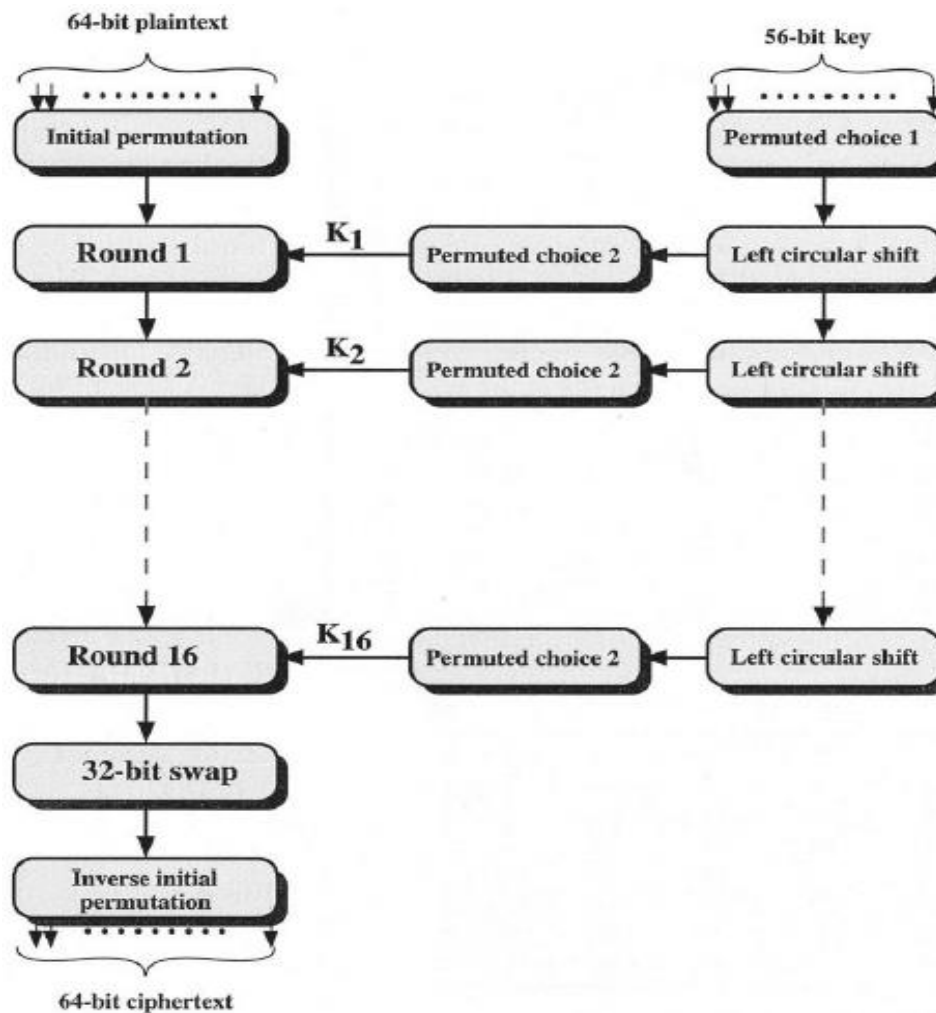 64-bit plaintext
56-bit key
Initial permutation
Permuted choice 1
Round 1
K1
Permuted choice 2
Left circular shift
Round 2
K2
Permuted choice 2
Left circular shift
Round 16
K16
Permuted choice 2
Left circular shift
32-bit swap
Inverse initial
permutation
64-bit ciphertext